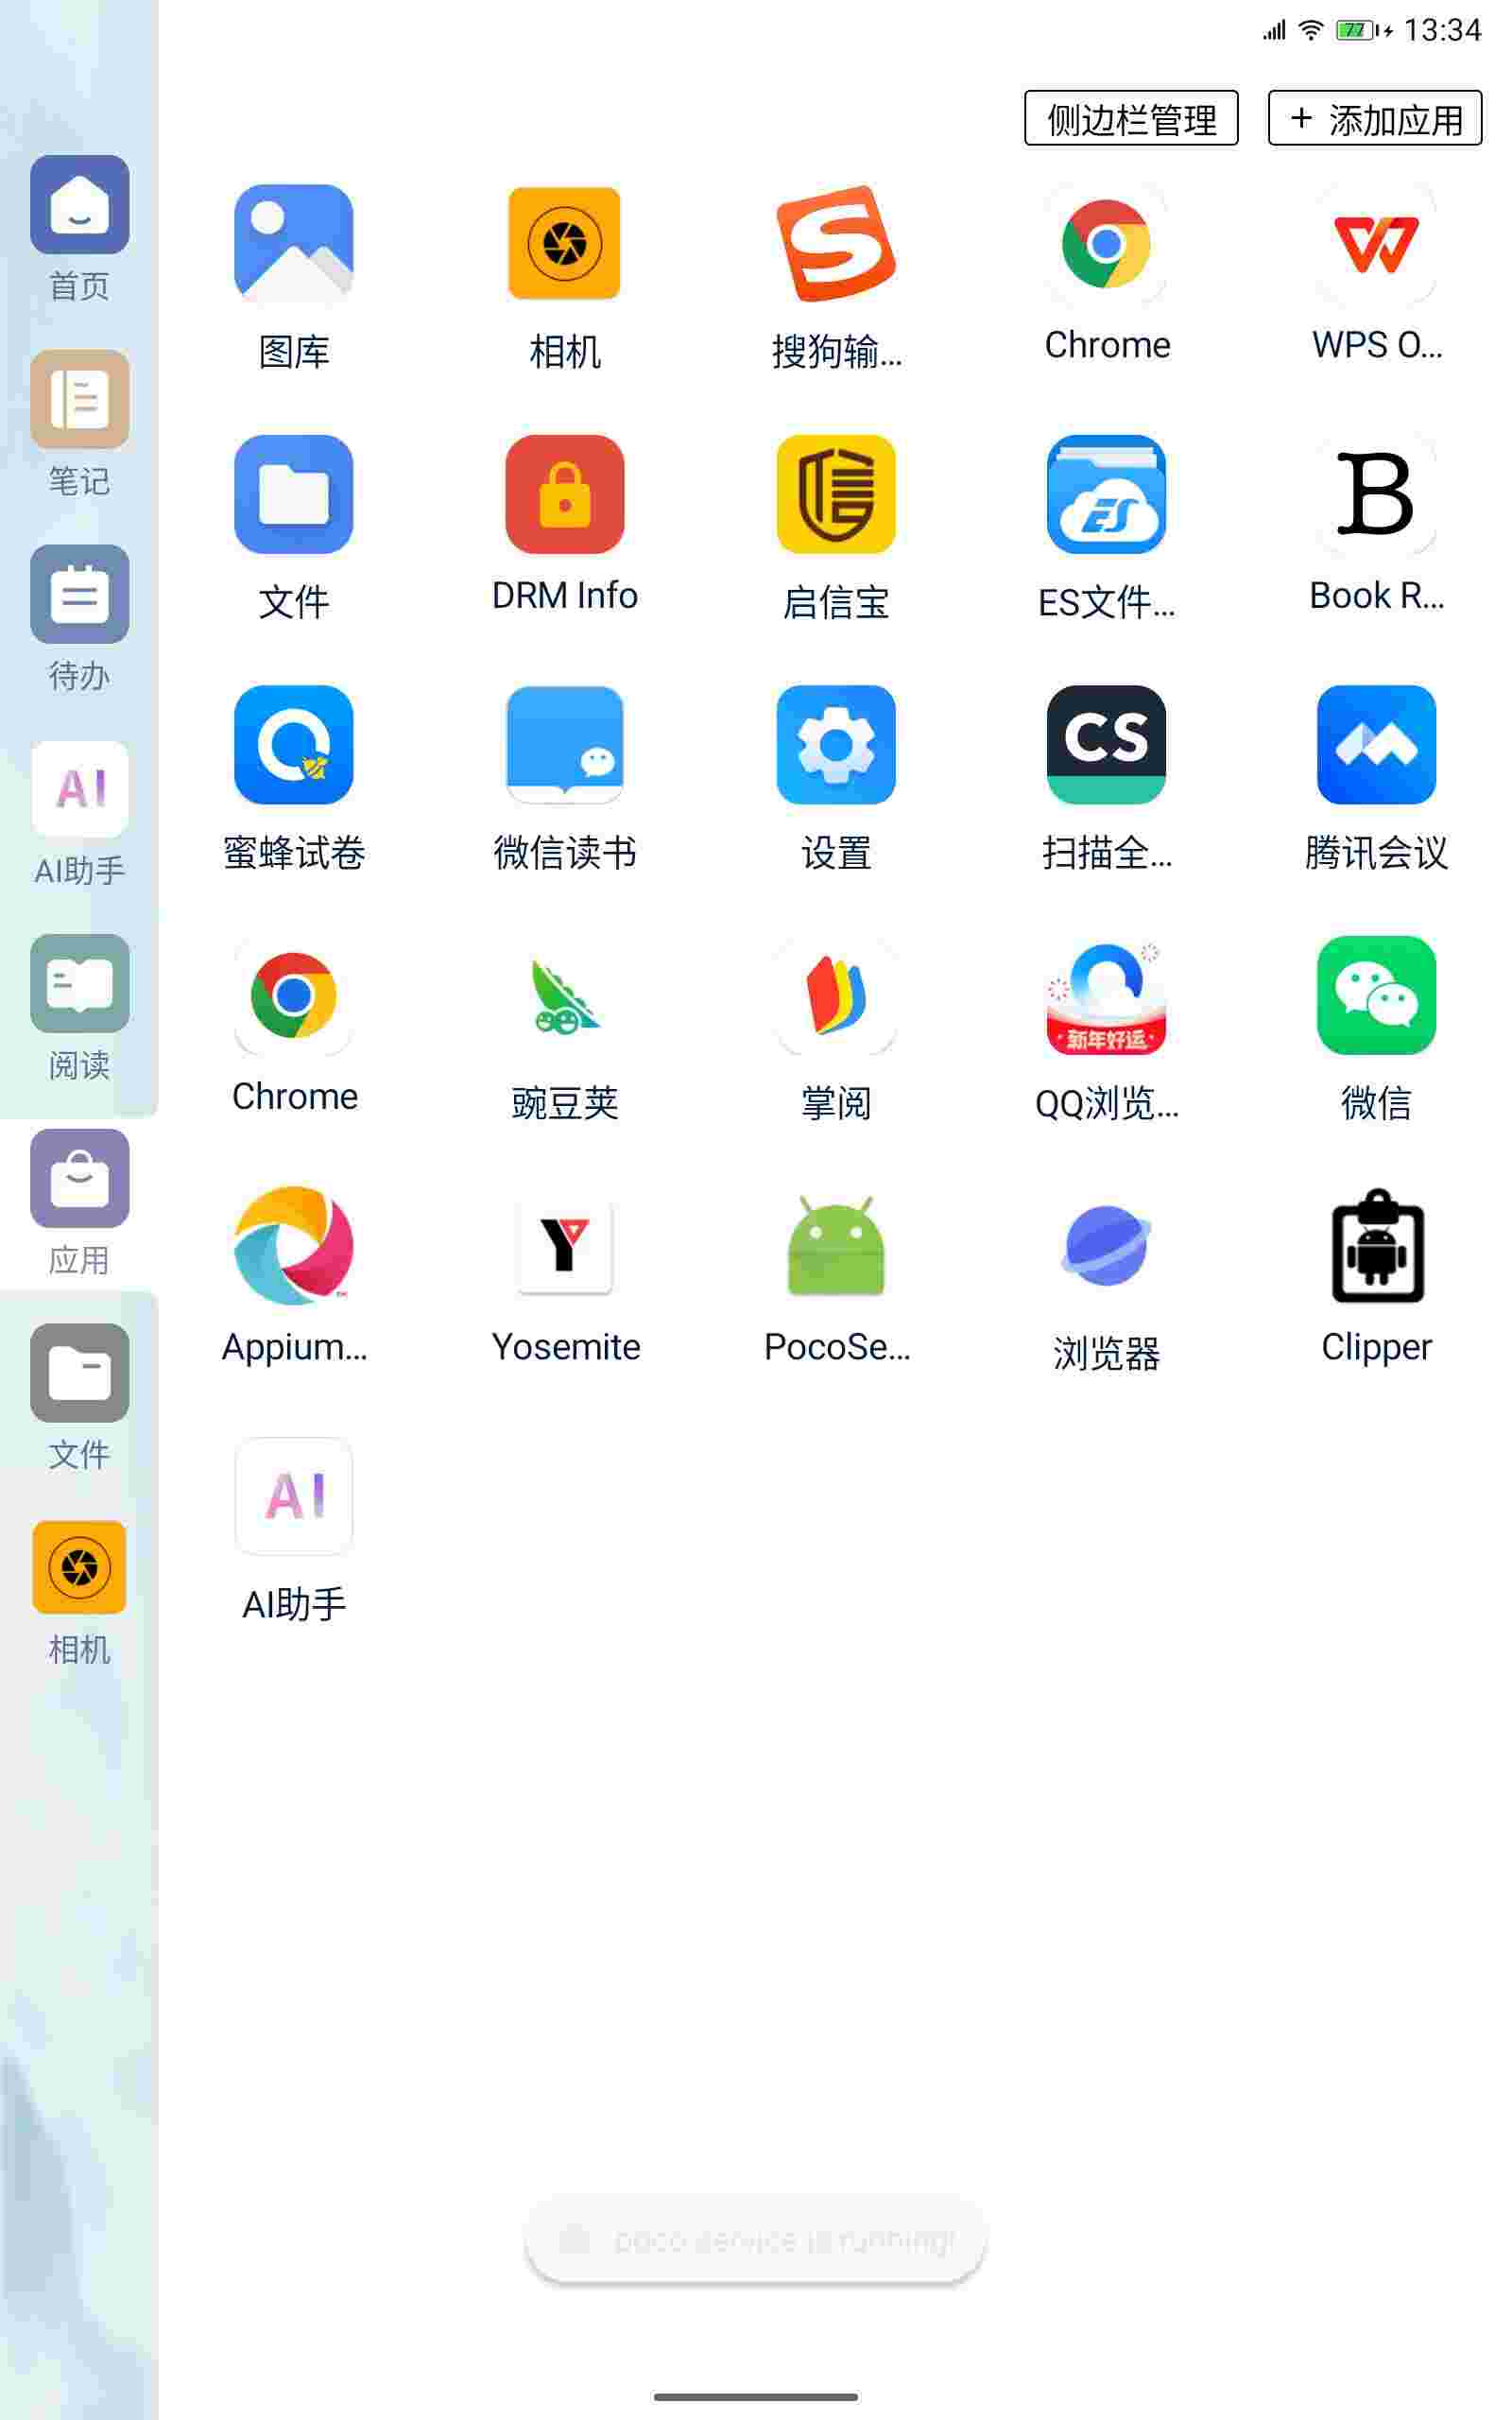 77 13:34
侧边栏管理
+ 添加应用
首页
笔记
待办
AI
AI助手
阅读
应用
文件
相机
图库
相机
搜狗输...
Chrome
WPS O...
文件
DRM Info
信
启信宝
ES
ES文件...
B
Book R...
蜜蜂试卷
微信读书
设置
CS
扫描全...
腾讯会议
Chrome
豌豆荚
掌阅
新年好运
QQ浏览...
微信
Appium...
Y
Yosemite
PocoSe...
浏览器
Clipper
AI
AI助手
poco service is running!